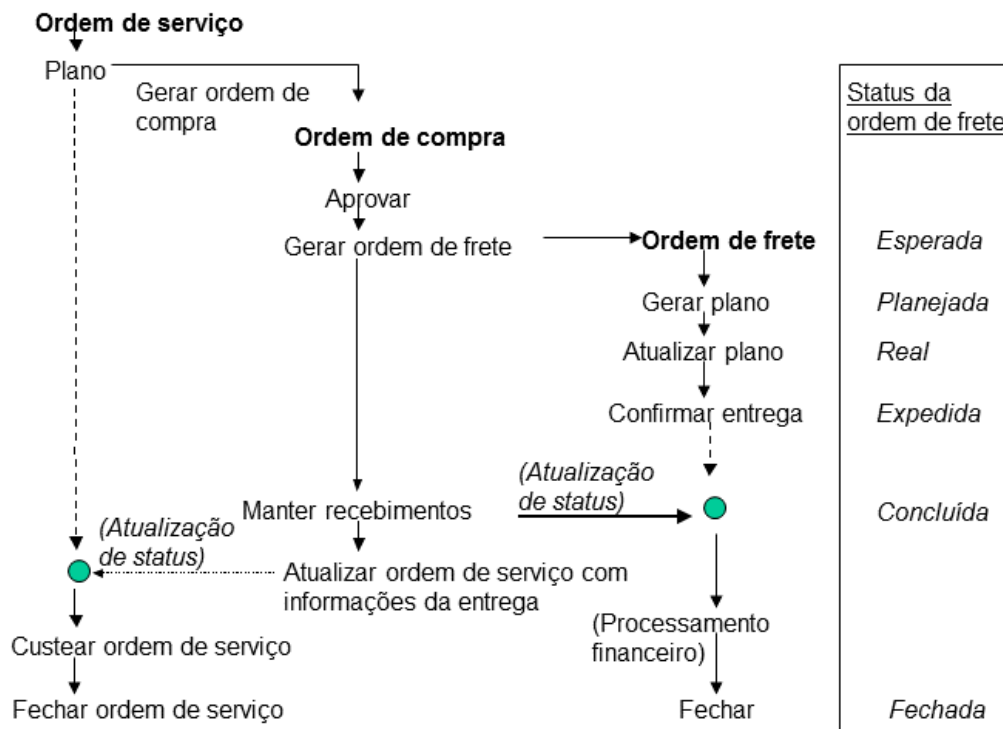 Ordem de serviço
Plano
Gerar ordem de
compra
Ordem de compra
Aprovar
Gerar ordem de frete
Ordem de frete
Gerar plano
Atualizar plano
Confirmar entrega
(Atualização
de status)
Manter recebimentos
(Atualização
de status)
Atualizar ordem de serviço com
informações da entrega
(Processamento
financeiro)
Custear ordem de serviço
Fechar ordem de serviço
Fechar
Status da
ordem de frete
Esperada
Planejada
Real
Expedida
Concluída
Fechada